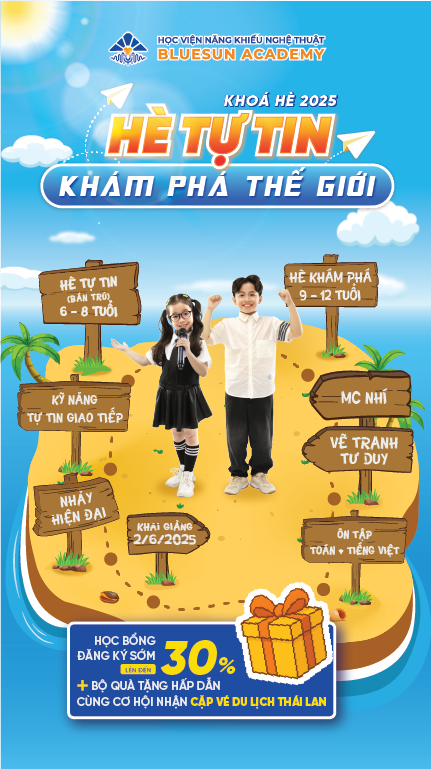 HỌC VIỆN NĂNG KHIẾU NGHỆ THUẬT
BLUESUN ACADEMY
KHOÁ HÈ 2025
HÈ TỰ TIN
KHÁM PHÁ THẾ GIỚI
HÈ TỰ TIN
(BÁN TRÚ)
6 - 8 TUỔI
HÈ KHÁM PHÁ
9 - 12 TUỔI
KỸ NĂNG
TỰ TIN GIAO TIẾP
MC NHÍ
VẼ TRANH
TƯ DUY
NHẢY
HIỆN ĐẠI
KHAI GIẢNG
2/6/2025
ÔN TẬP
TOÁN + TIẾNG VIỆT
HỌC BỔNG
ĐĂNG KÝ SỚM
LÊN ĐẾN
30%
+ BỘ QUÀ TẶNG HẤP DẪN
CÙNG CƠ HỘI NHẬN CẶP VÉ DU LỊCH THÁI LAN